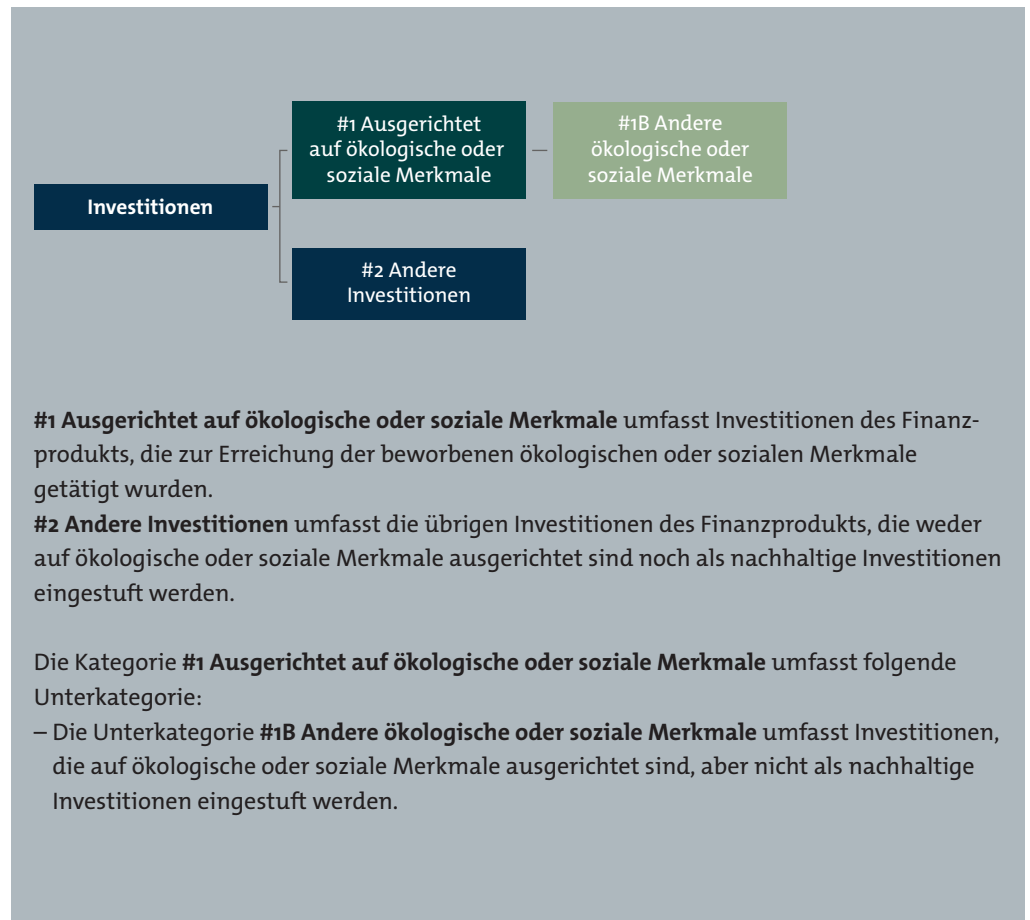 #1 Ausgerichtet
auf ökologische oder
soziale Merkmale
#1B Andere
ökologische oder
soziale Merkmale
Investitionen
#2 Andere
Investitionen
#1 Ausgerichtet auf ökologische oder soziale Merkmale umfasst Investitionen des Finanz-
produkts, die zur Erreichung der beworbenen ökologischen oder sozialen Merkmale
getätigt wurden.
#2 Andere Investitionen umfasst die übrigen Investitionen des Finanzprodukts, die weder
auf ökologische oder soziale Merkmale ausgerichtet sind noch als nachhaltige Investitionen
eingestuft werden.
Die Kategorie #1 Ausgerichtet auf ökologische oder soziale Merkmale umfasst folgende
Unterkategorie:
– Die Unterkategorie #1B Andere ökologische oder soziale Merkmale umfasst Investitionen,
die auf ökologische oder soziale Merkmale ausgerichtet sind, aber nicht als nachhaltige
Investitionen eingestuft werden.